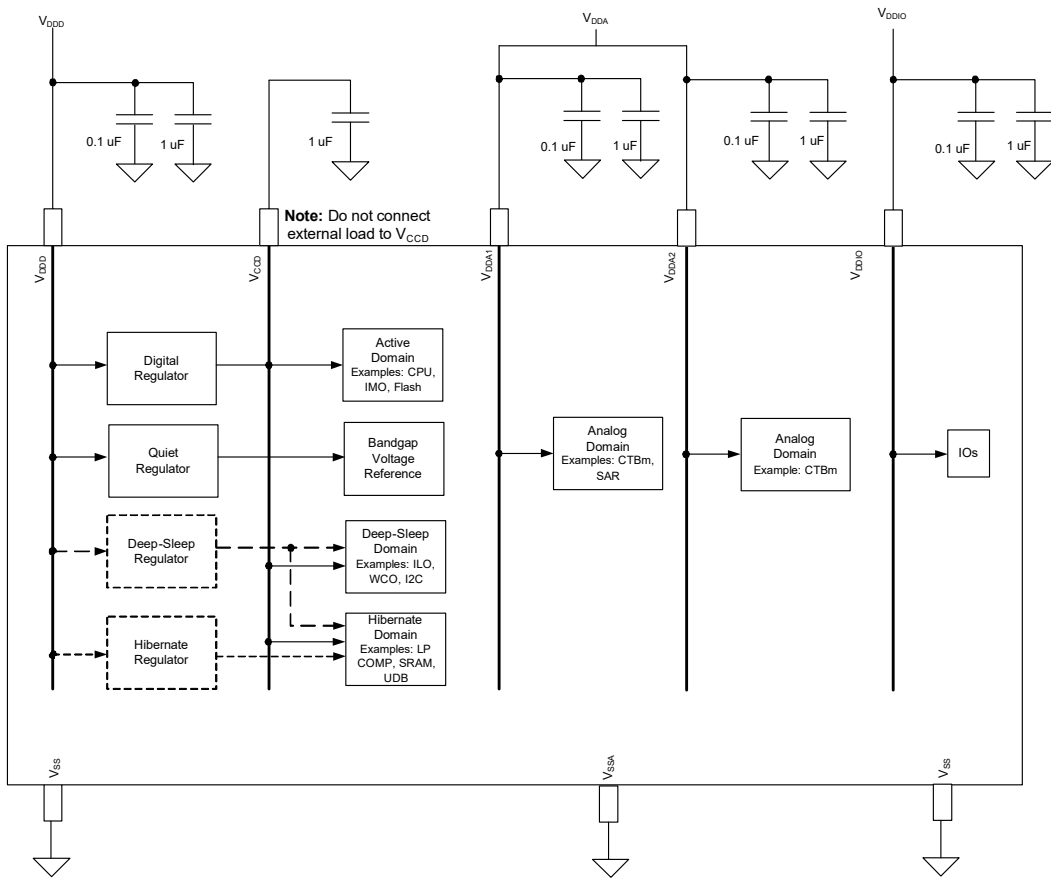 VDDD
VDDA
VDDIO
0.1 uF
1 uF
1 uF
0.1 uF
1 uF
0.1 uF
1 uF
0.1 uF
1 uF
Note: Do not connect
external load to VCCD
VDDD
VCCD
VDDA1
VDDA2
VDDIO
Digital
Regulator
Active
Domain
Examples: CPU,
IMO, Flash
Quiet
Regulator
Bandgap
Voltage
Reference
Analog
Domain
Examples: CTBm,
SAR
Analog
Domain
Example: CTBm
IOs
Deep-Sleep
Regulator
Deep-Sleep
Domain
Examples: ILO,
WCO, I2C
Hibernate
Regulator
Hibernate
Domain
Examples: LP
COMP, SRAM,
UDB
VSS
VSSA
VSS